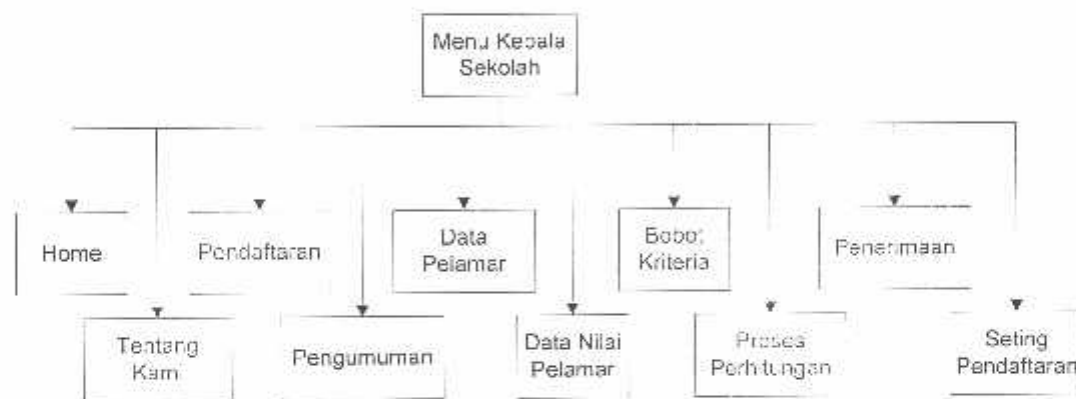 Menu Kepala
Sekolah
Home
Pendaftaran
Data
Pelamar
Bobot
Kriteria
Penerimaan
Tentang
Kami
Pengumuman
Data Nilai
Pelamar
Proses
Perhitungan
Seting
Pendaftaran